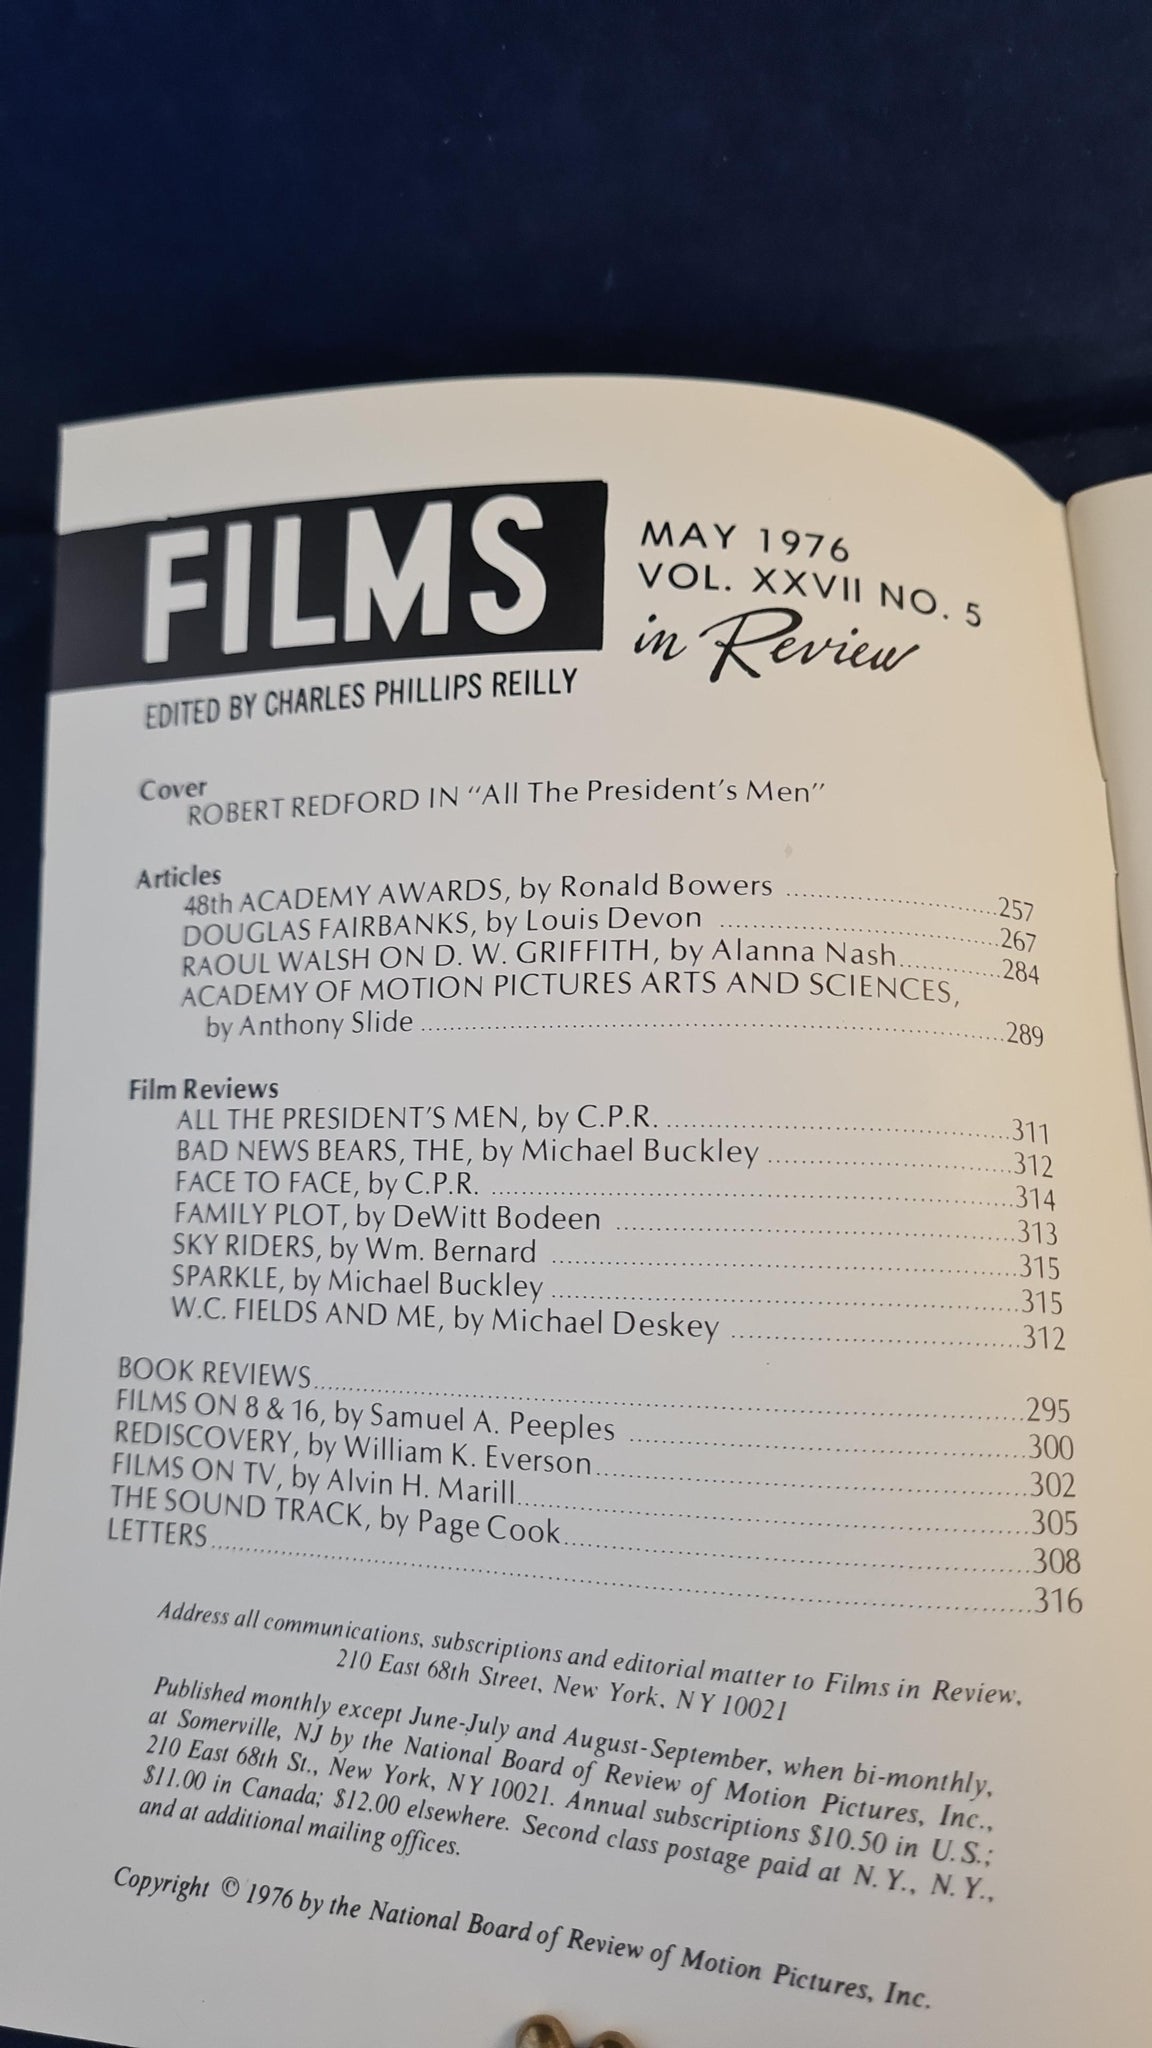 FILMS
MAY 1976
VOL. XXVII NO. 5
in Review
EDITED BY CHARLES PHILLIPS REILLY
Cover
ROBERT REDFORD IN "All The President's Men"
Articles
48th ACADEMY AWARDS, by Ronald Bowers ........................257
DOUGLAS FAIRBANKS, by Louis Devon ........................267
RAOUL WALSH ON D. W. GRIFFITH, by Alanna Nash............284
ACADEMY OF MOTION PICTURES ARTS AND SCIENCES,
by Anthony Slide ........................289
Film Reviews
ALL THE PRESIDENT'S MEN, by C.P.R. ........................311
BAD NEWS BEARS, THE, by Michael Buckley ........................312
FACE TO FACE, by C.P.R. ........................314
FAMILY PLOT, by DeWitt Bodeen ........................313
SKY RIDERS, by Wm. Bernard ........................315
SPARKLE, by Michael Buckley ........................315
W.C. FIELDS AND ME, by Michael Deskey ........................312
BOOK REVIEWS........................295
FILMS ON 8 & 16, by Samuel A. Peeples ........................300
REDISCOVERY, by William K. Everson........................302
FILMS ON TV, by Alvin H. Marill........................305
THE SOUND TRACK, by Page Cook........................308
LETTERS........................316
Address all communications, subscriptions and editorial matter to Films in Review,
210 East 68th Street, New York, NY 10021
Published monthly except June-July and August-September, when bi-monthly,
at Somerville, NJ by the National Board of Review of Motion Pictures, Inc.,
210 East 68th St., New York, NY 10021. Annual subscriptions $10.50 in U.S.;
$11.00 in Canada; $12.00 elsewhere. Second class postage paid at N.Y., N.Y.,
and at additional mailing offices.
Copyright © 1976 by the National Board of Review of Motion Pictures, Inc.